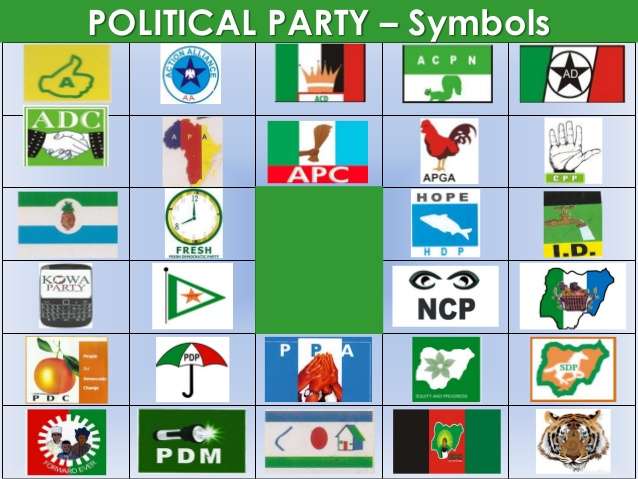 POLITICAL PARTY – Symbols
A
ACTION ALLIANCE
AA
ACD
ACPN
AD
ADC
APA
APC
APGA
CPP
FRESH
FRESH DEMOCRATIC PARTY
HOPE
HDP
I.D.
KOWA
PARTY
NCP
PDC
People
Democratic
Change
PDP
PPA
EQUITY AND PROGRESS
SDP
FORWARD EVER
PDM